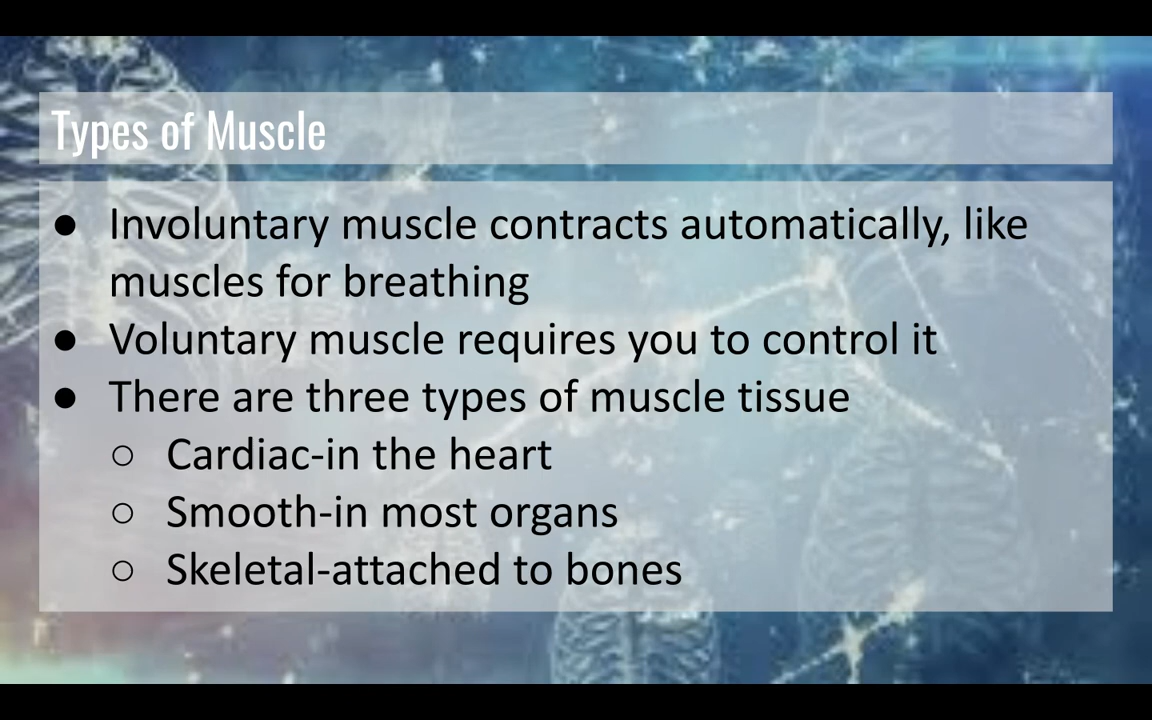 Types of Muscle
● Involuntary muscle contracts automatically, like
muscles for breathing
● Voluntary muscle requires you to control it
● There are three types of muscle tissue
○ Cardiac-in the heart
○ Smooth-in most organs
○ Skeletal-attached to bones